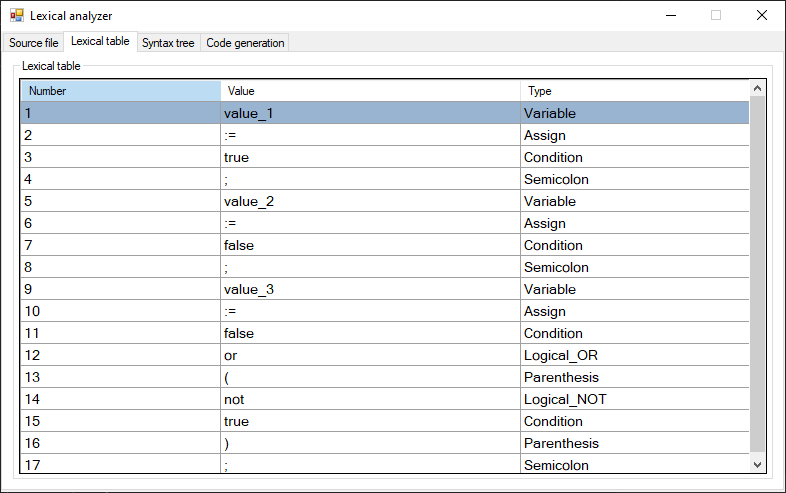 Lexical analyzer
Source file Lexical table Syntax tree Code generation
Lexical table
Number Value Type
1 value_1 Variable
2 := Assign
3 true Condition
4 ; Semicolon
5 value_2 Variable
6 := Assign
7 false Condition
8 ; Semicolon
9 value_3 Variable
10 := Assign
11 false Condition
12 or Logical_OR
13 ( Parenthesis
14 not Logical_NOT
15 true Condition
16 ) Parenthesis
17 ; Semicolon